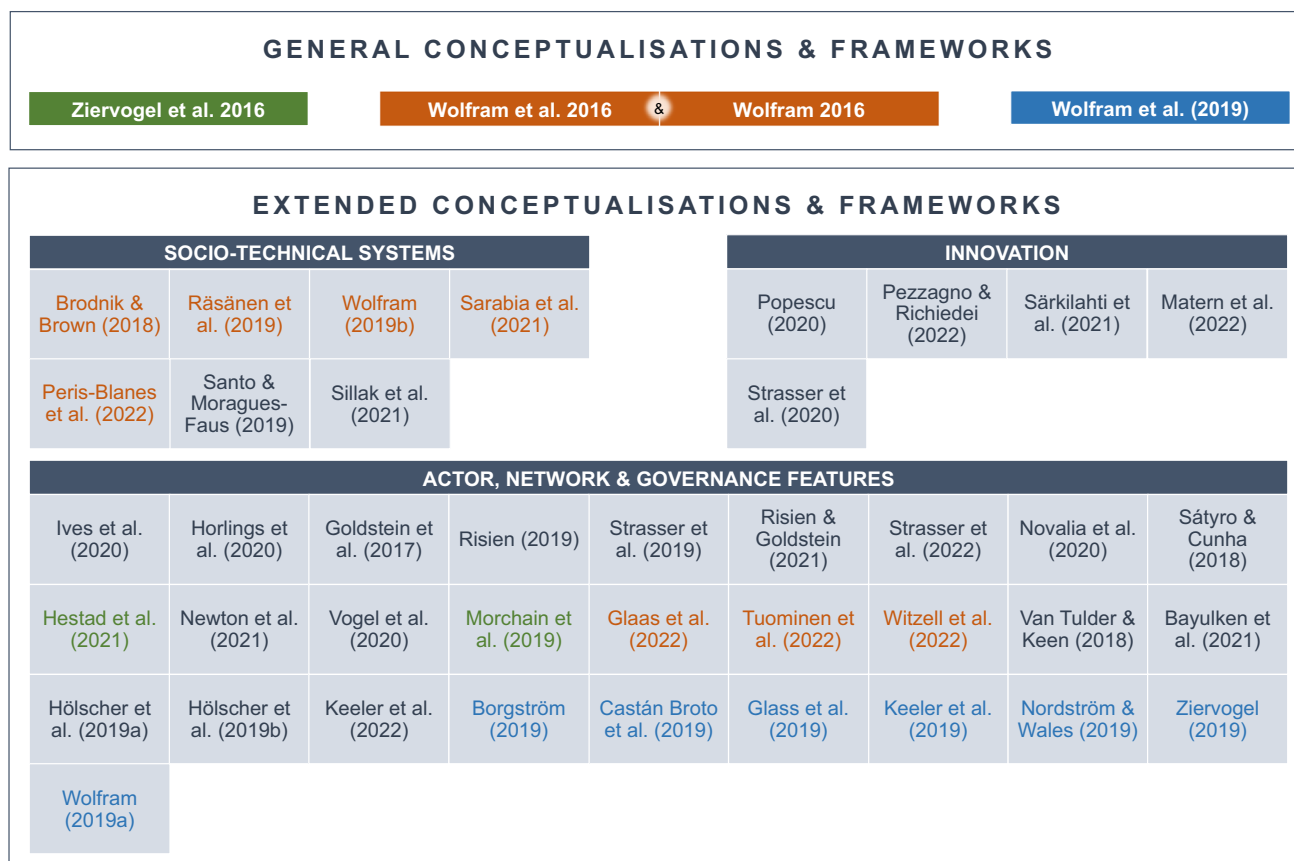 GENERAL CONCEPTUALISATIONS & FRAMEWORKS
Ziervogel et al. 2016
Wolfram et al. 2016 & Wolfram 2016
Wolfram et al. (2019)
EXTENDED CONCEPTUALISATIONS & FRAMEWORKS
SOCIO-TECHNICAL SYSTEMS
Brodnik &
Brown (2018)
Räsänen et
al. (2019)
Wolfram
(2019b)
Sarabia et al.
(2021)
Peris-Blanes
et al. (2022)
Santo &
Moragues-
Faus (2019)
Sillak et al.
(2021)
INNOVATION
Popescu
(2020)
Pezzagno &
Richiedei
(2022)
Särkilahti et
al. (2021)
Matern et al.
(2022)
Strasser et
al. (2020)
ACTOR, NETWORK & GOVERNANCE FEATURES
Ives et al.
(2020)
Horlings et
al. (2020)
Goldstein et
al. (2017)
Risien (2019)
Strasser et
al. (2019)
Risien &
Goldstein
(2021)
Strasser et
al. (2022)
Novalia et al.
(2020)
Sátyro &
Cunha
(2018)
Hestad et al.
(2021)
Newton et al.
(2021)
Vogel et al.
(2020)
Morchain et
al. (2019)
Glaas et al.
(2022)
Tuominen et
al. (2022)
Witzell et al.
(2022)
Van Tulder &
Keen (2018)
Bayulken et
al. (2021)
Hölscher et
al. (2019a)
Hölscher et
al. (2019b)
Keeler et al.
(2022)
Borgström
(2019)
Castán Broto
et al. (2019)
Glass et al.
(2019)
Keeler et al.
(2019)
Nordström &
Wales (2019)
Ziervogel
(2019)
Wolfram
(2019a)